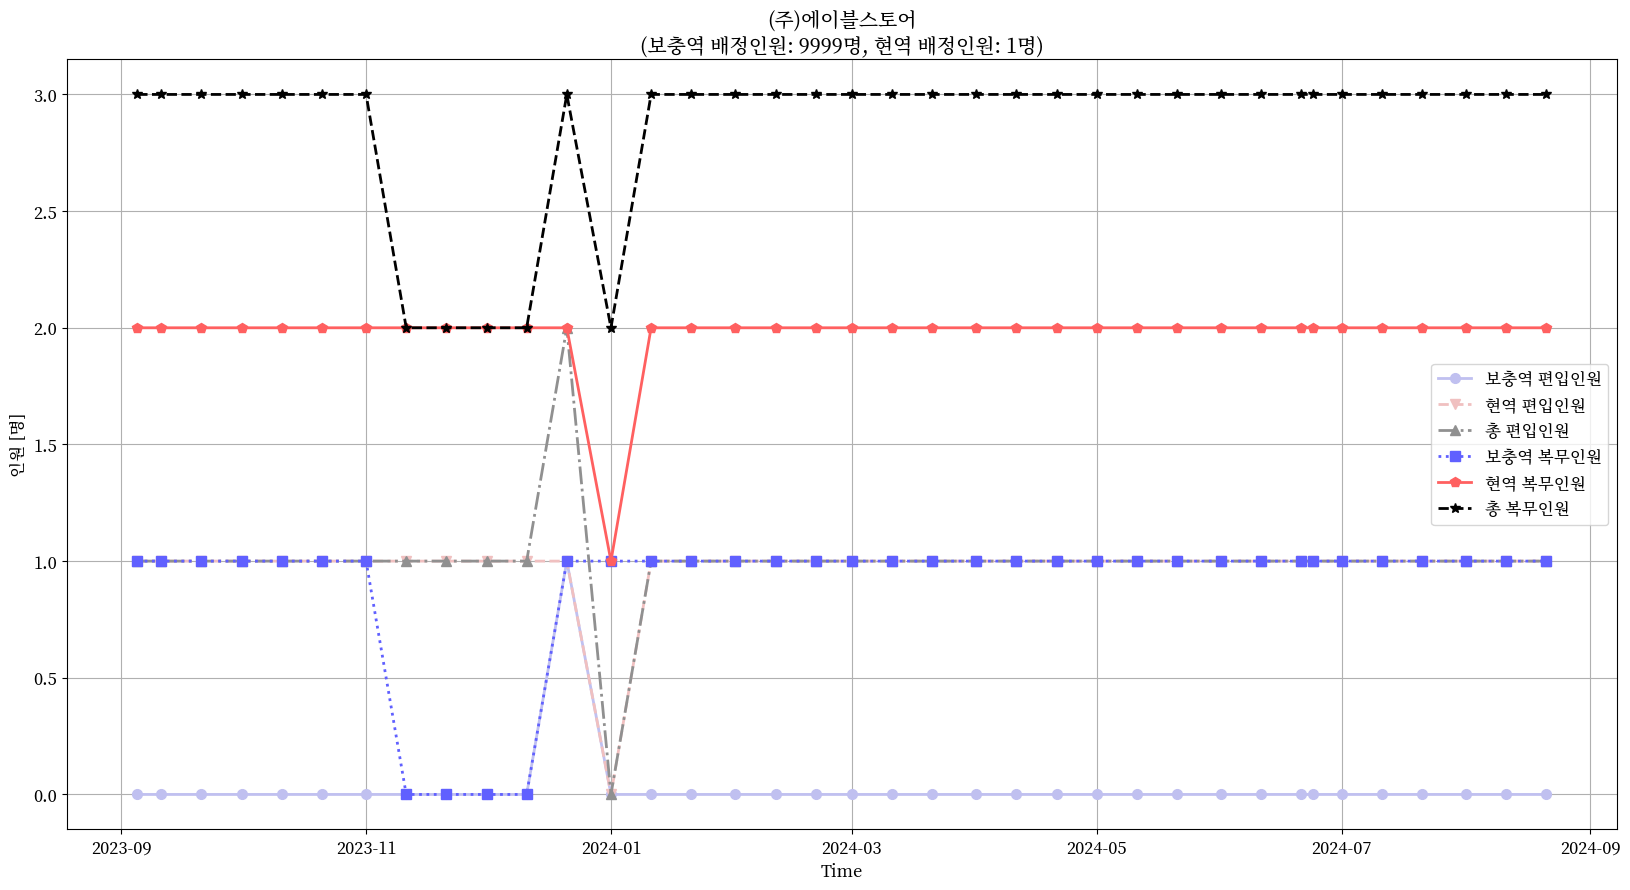 (주)에이블스토어
(보충역 배정인원: 9999명, 현역 배정인원: 1명)
인원 [명]
3.0
2.5
2.0
1.5
1.0
0.5
0.0
보충역 편입인원
현역 편입인원
총 편입인원
보충역 복무인원
현역 복무인원
총 복무인원
2023-09
2023-11
2024-01
2024-03
2024-05
2024-07
2024-09
Time